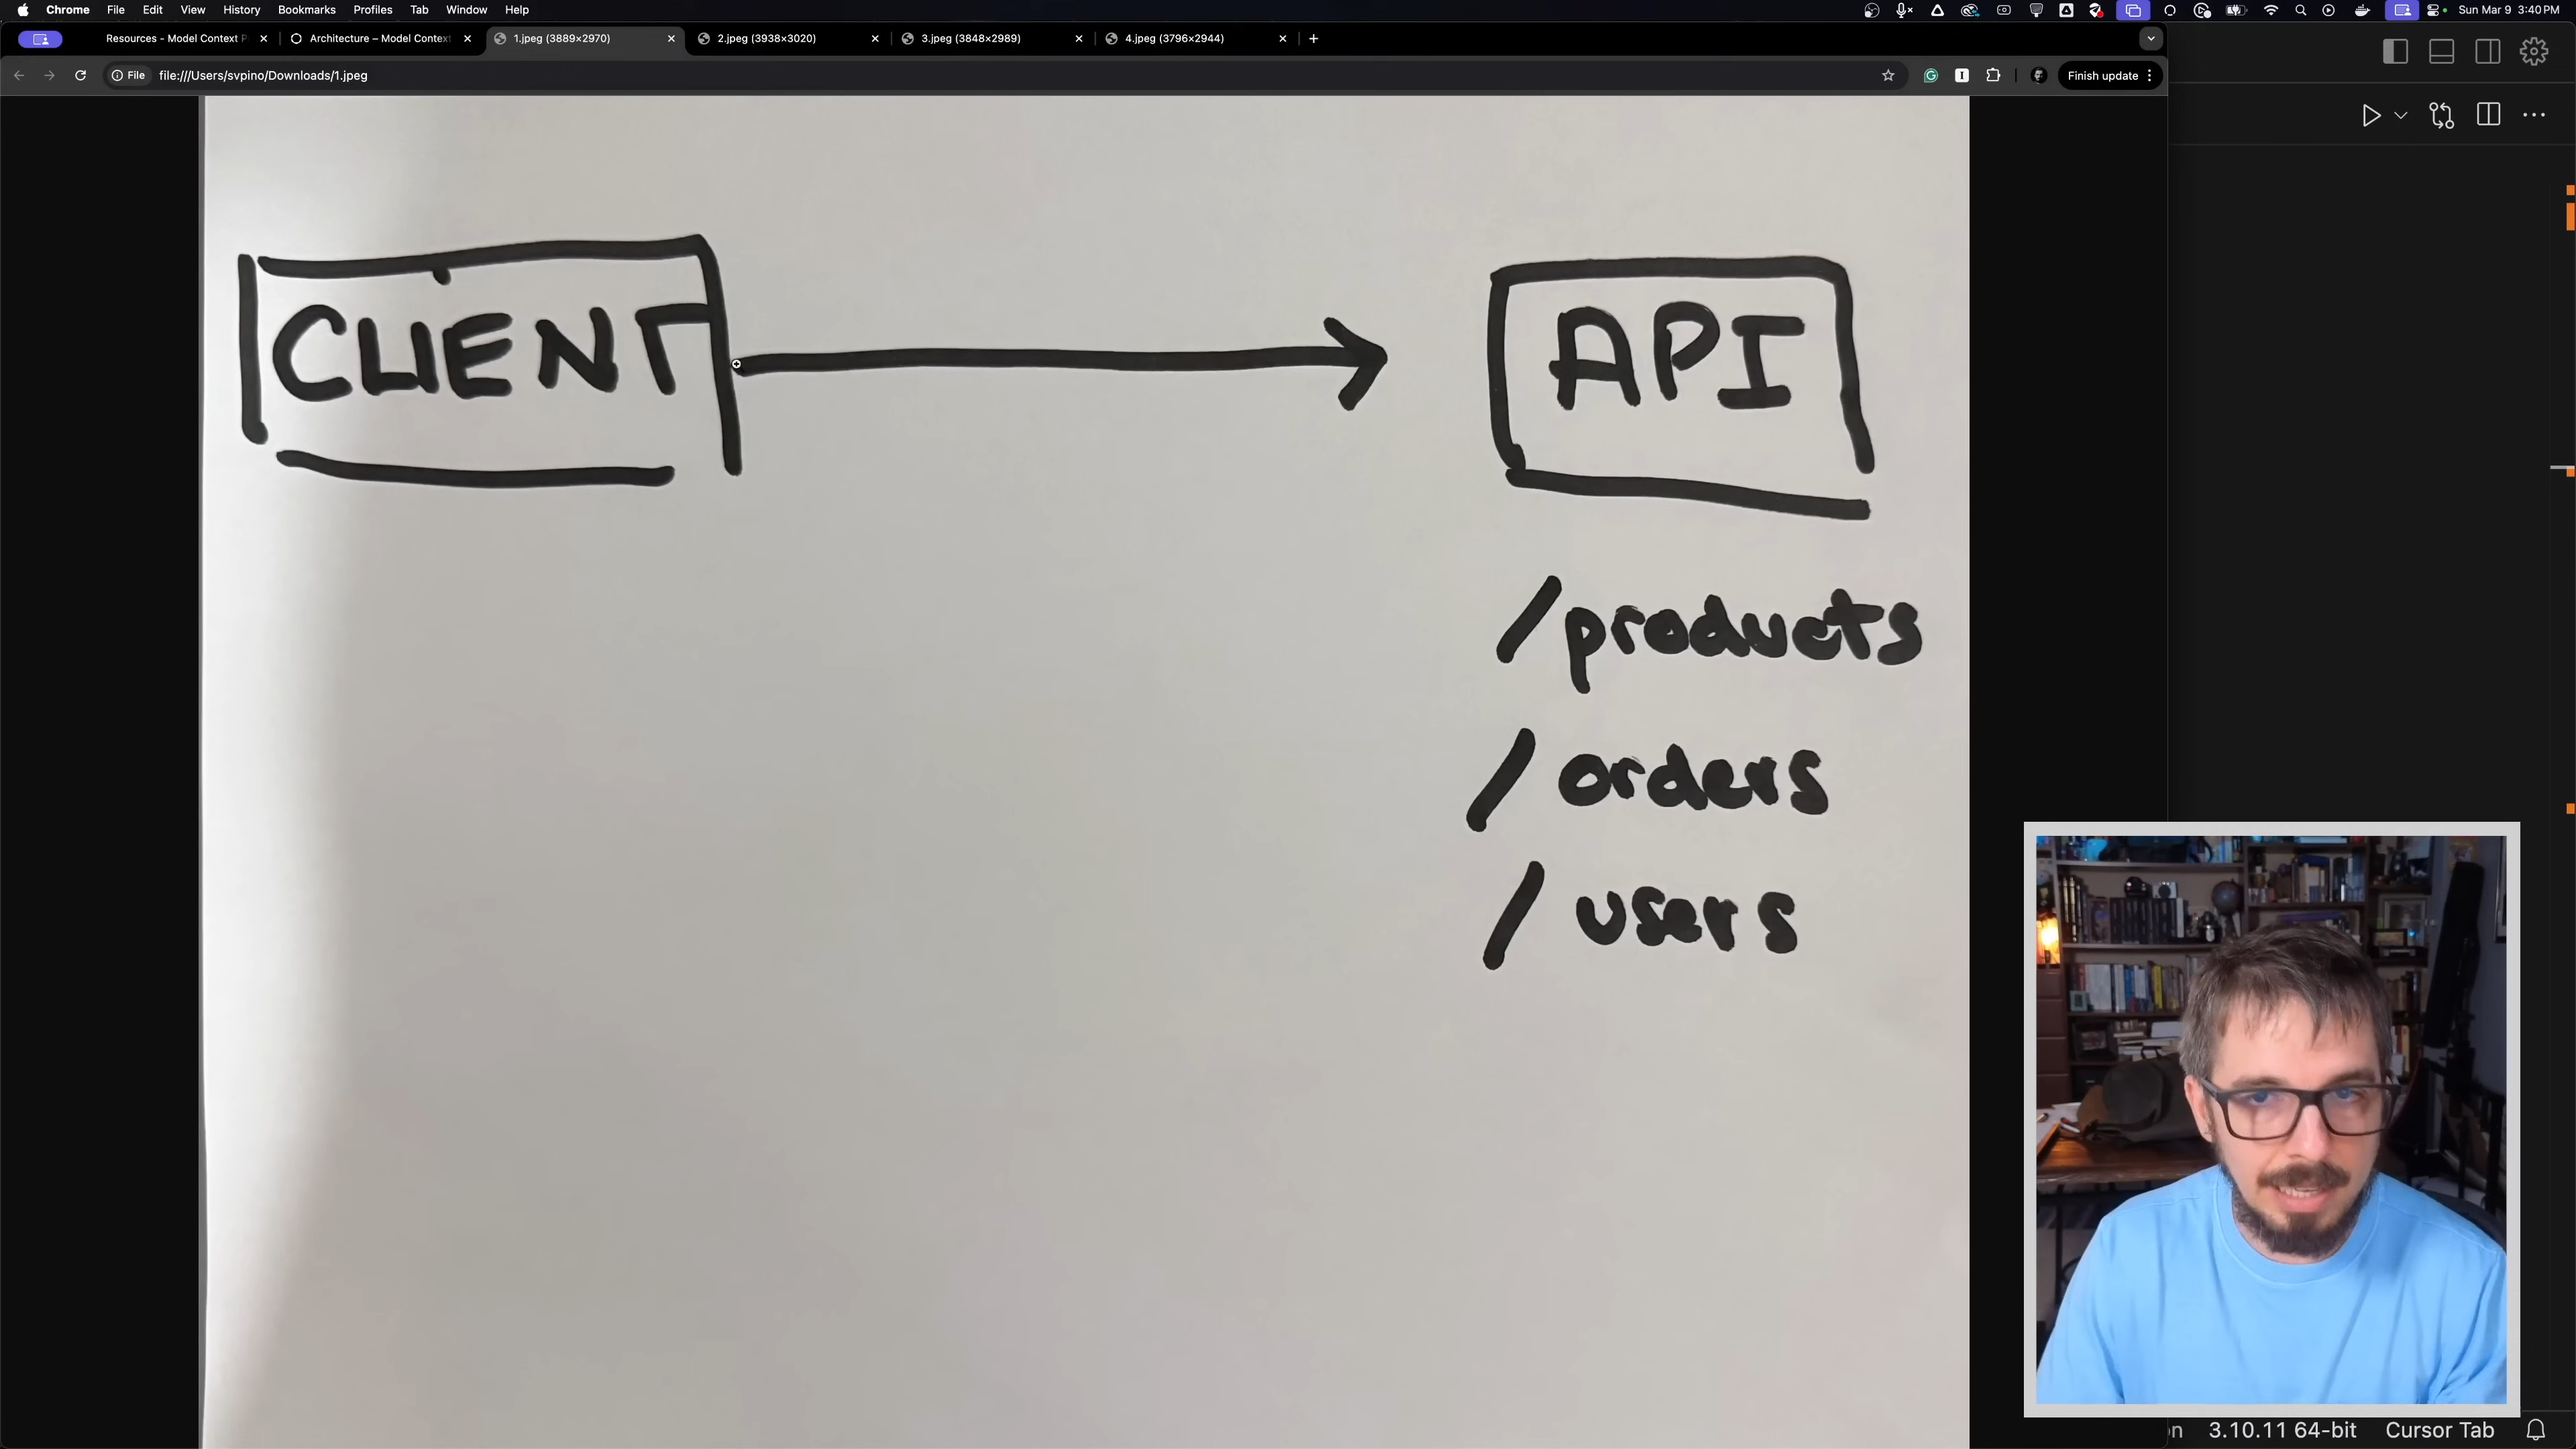 Chrome File Edit View History Bookmarks Profiles Tab Window Help Sun Mar 9 3:40 PM
Resources - Model Context P Architecture – Model Context 1.jpeg (3889×2970) 2.jpeg (3938×3020) 3.jpeg (3848×2989) 4.jpeg (3796×2944)
File file:///Users/svpino/Downloads/1.jpeg Finish update
CLIENT API
/products
/ orders
/ users
3.10.11 64-bit Cursor Tab